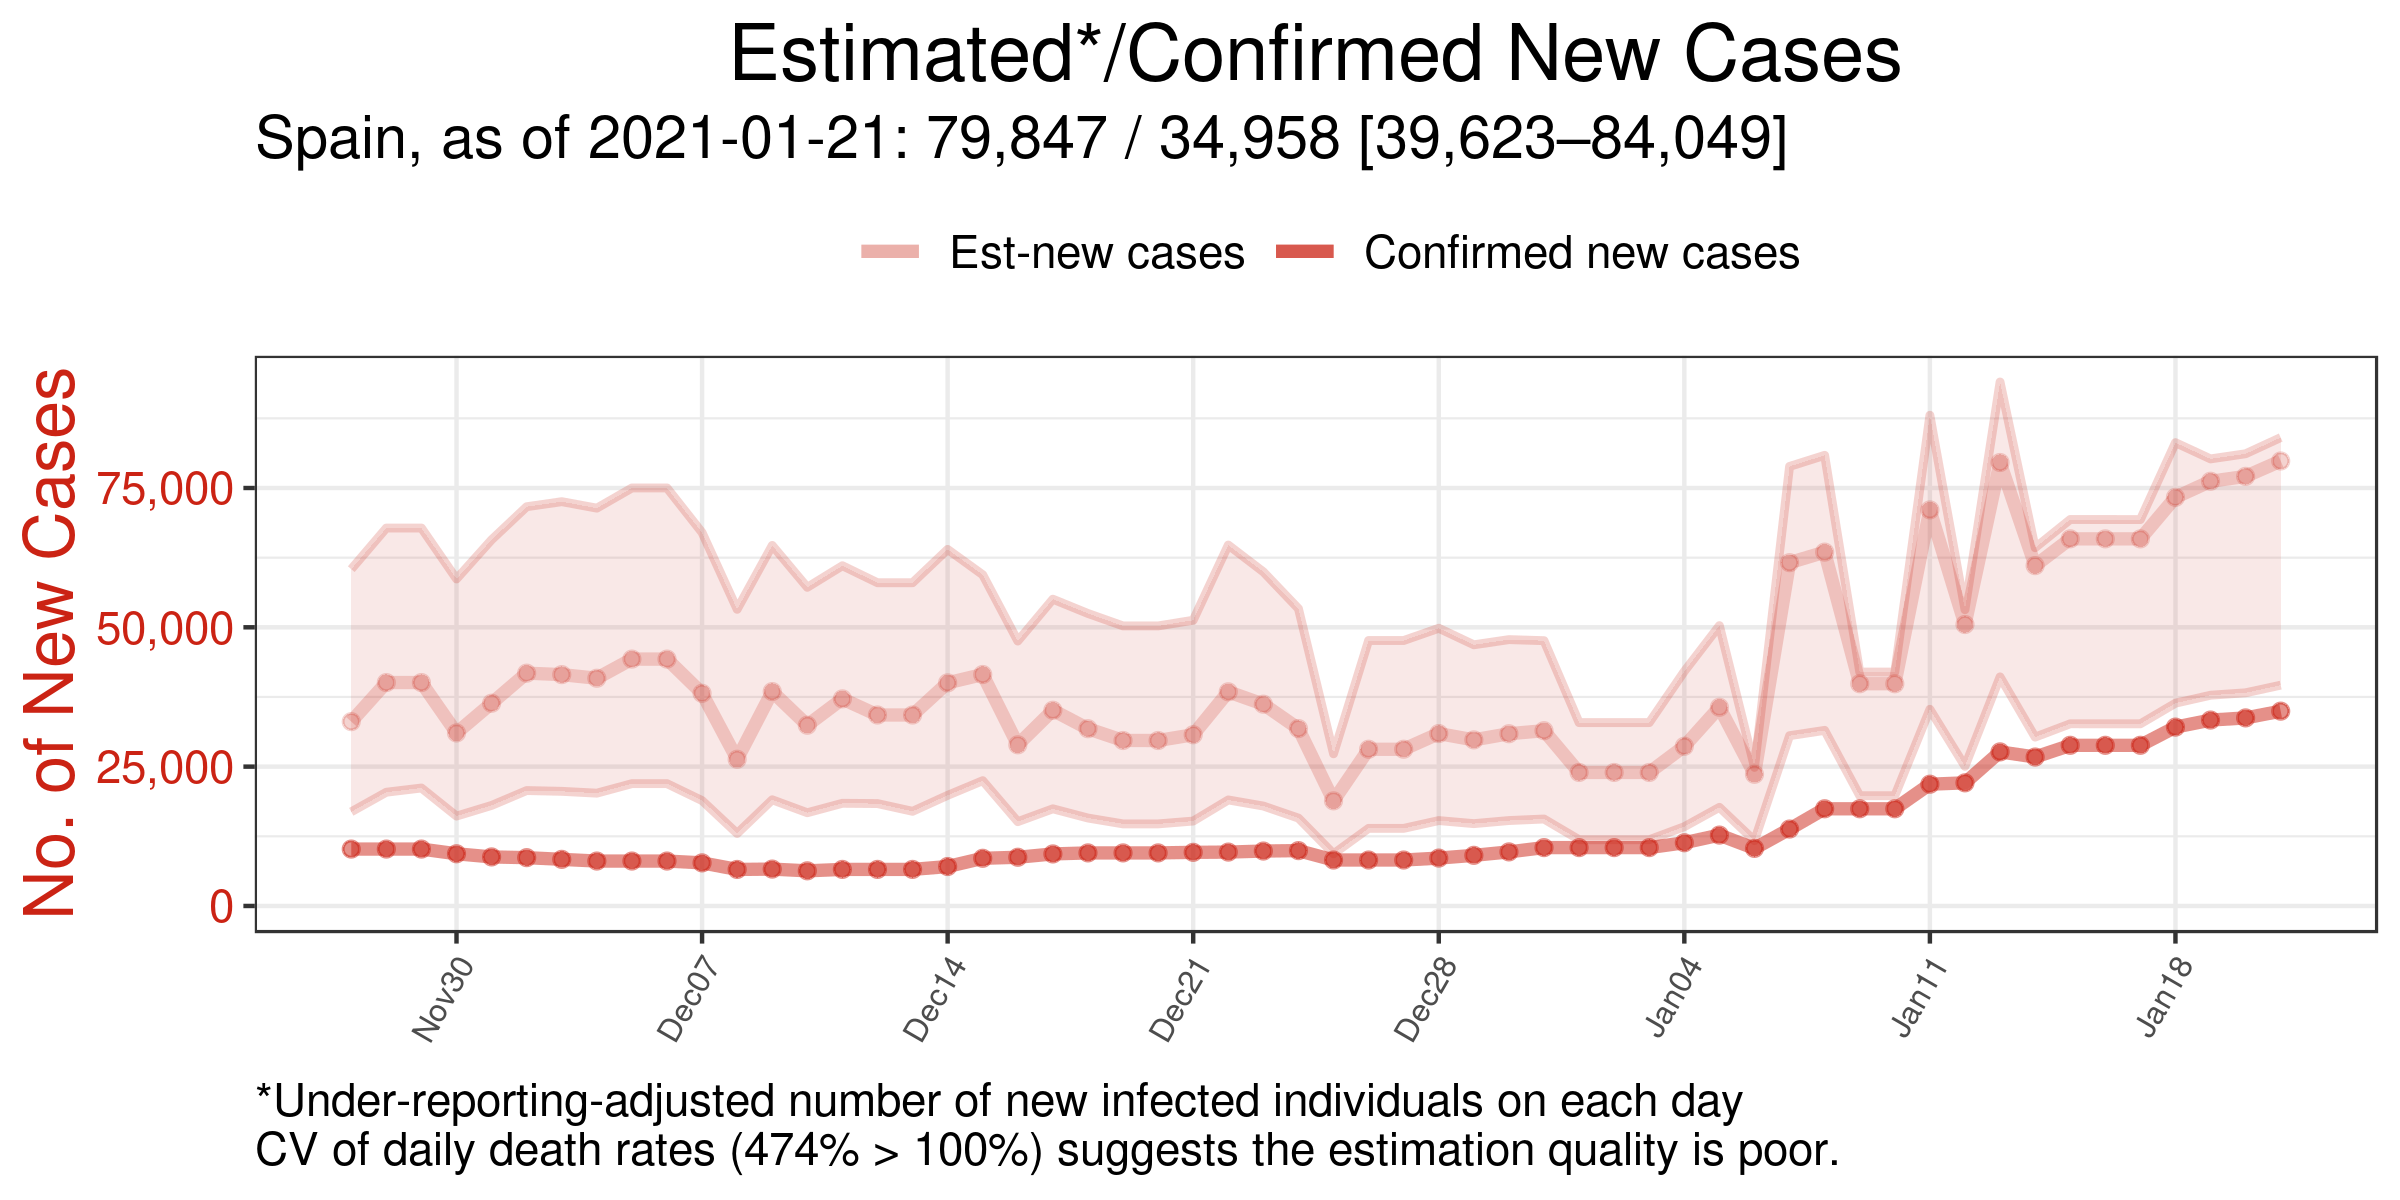 Estimated*/Confirmed New Cases
Spain, as of 2021-01-21: 79,847 / 34,958 [39,623–84,049]
Est-new cases
Confirmed new cases
No. of New Cases
75,000
50,000
25,000
0
Nov30
Dec07
Dec14
Dec21
Dec28
Jan04
Jan11
Jan18
*Under-reporting-adjusted number of new infected individuals on each day
CV of daily death rates (474% > 100%) suggests the estimation quality is poor.